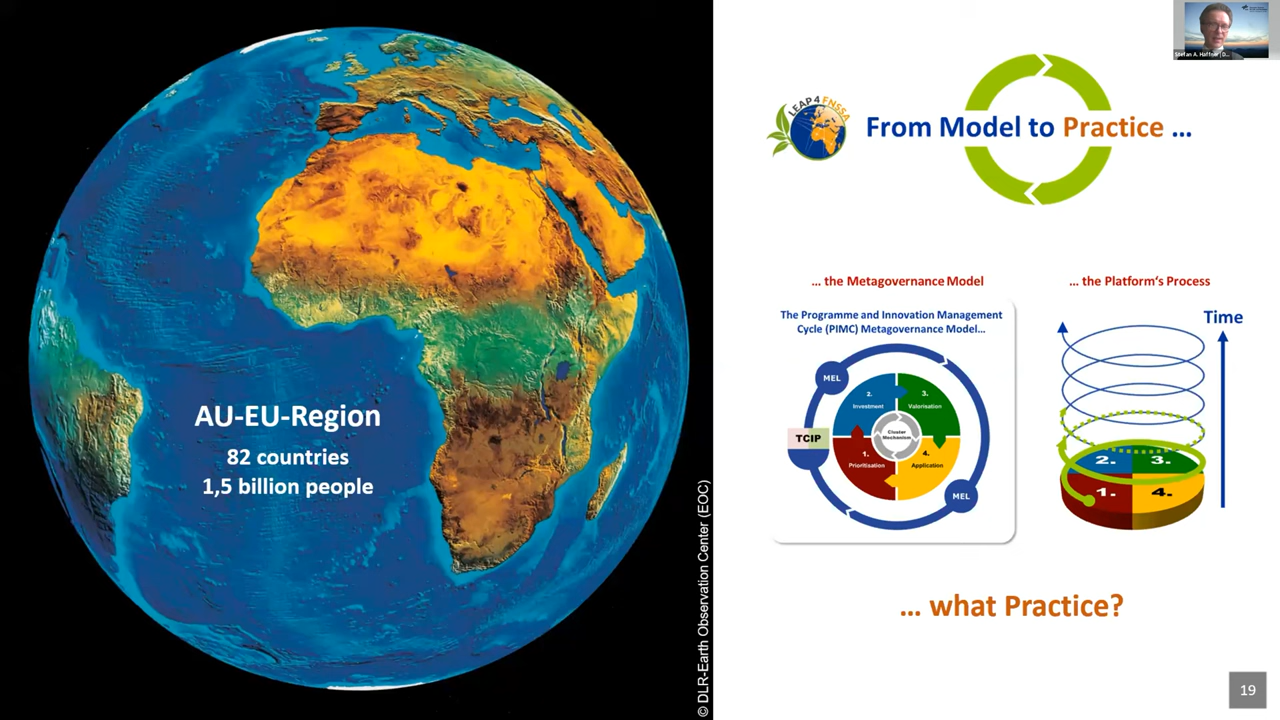 AU-EU-Region
82 countries
1,5 billion people
© DLR-Earth Observation Center (EOC)
LEAP4FNSSA
From Model to Practice ...
... the Metagovernance Model
The Programme and Innovation Management
Cycle (PIMC) Metagovernance Model...
MEL
2.
Investment
3.
Valorisation
TCIP
Cluster
Mechanism
1.
Prioritisation
4.
Application
MEL
... the Platform's Process
Time
2.
3.
1.
4.
... what Practice?
19
Stefan A. Haffner | D...